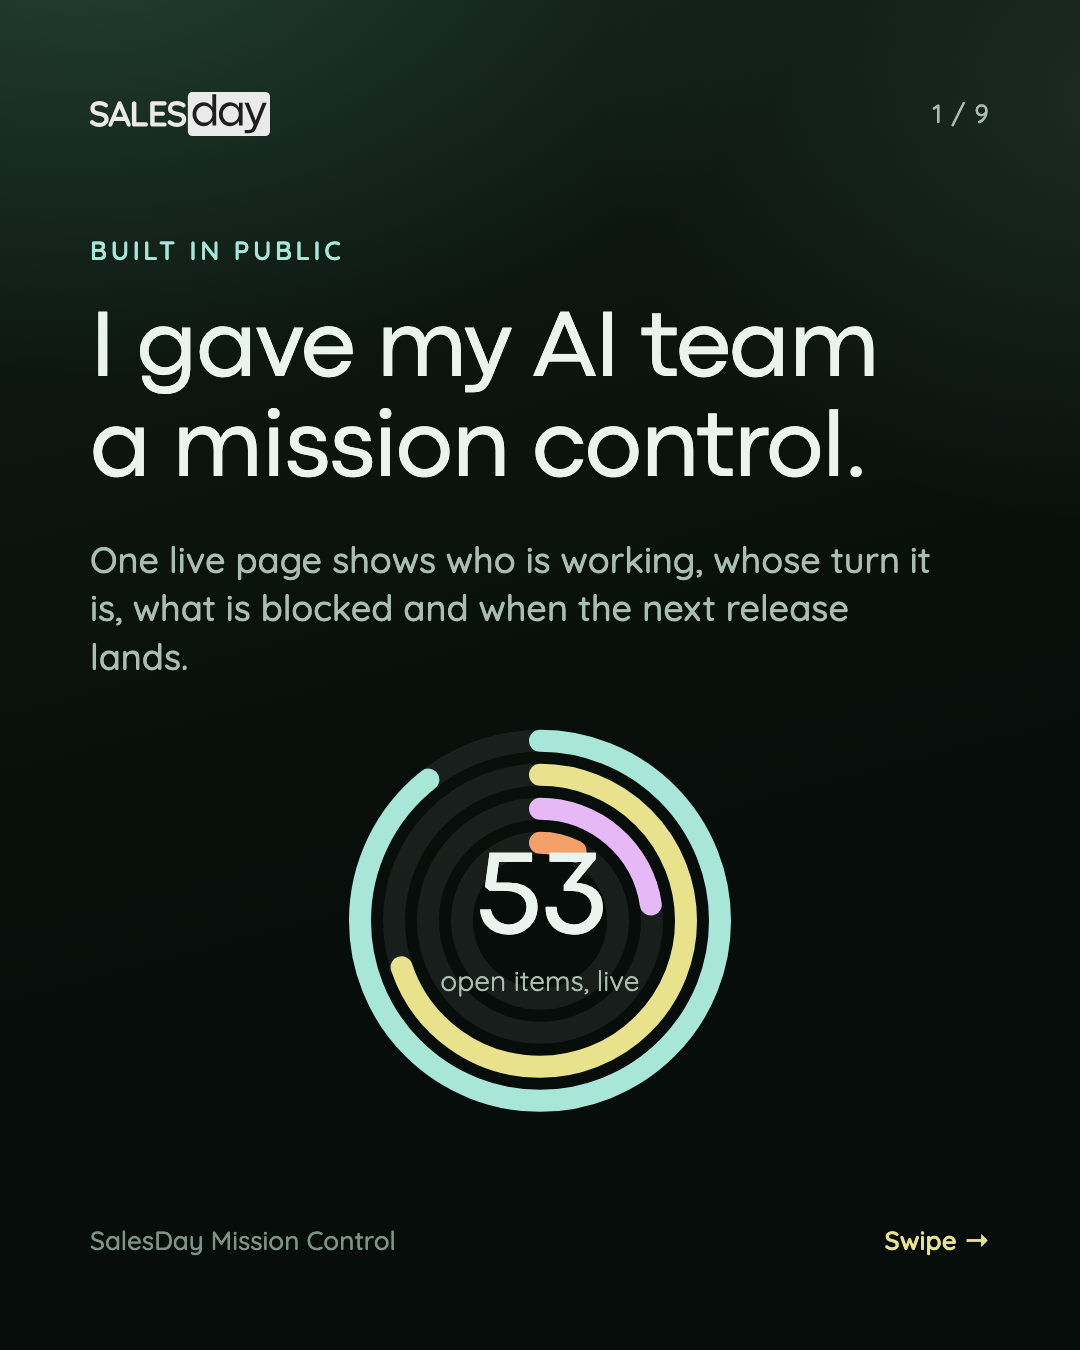 SALESday
1 / 9
BUILT IN PUBLIC
I gave my AI team
a mission control.
One live page shows who is working, whose turn it
is, what is blocked and when the next release
lands.
53
open items, live
SalesDay Mission Control
Swipe →